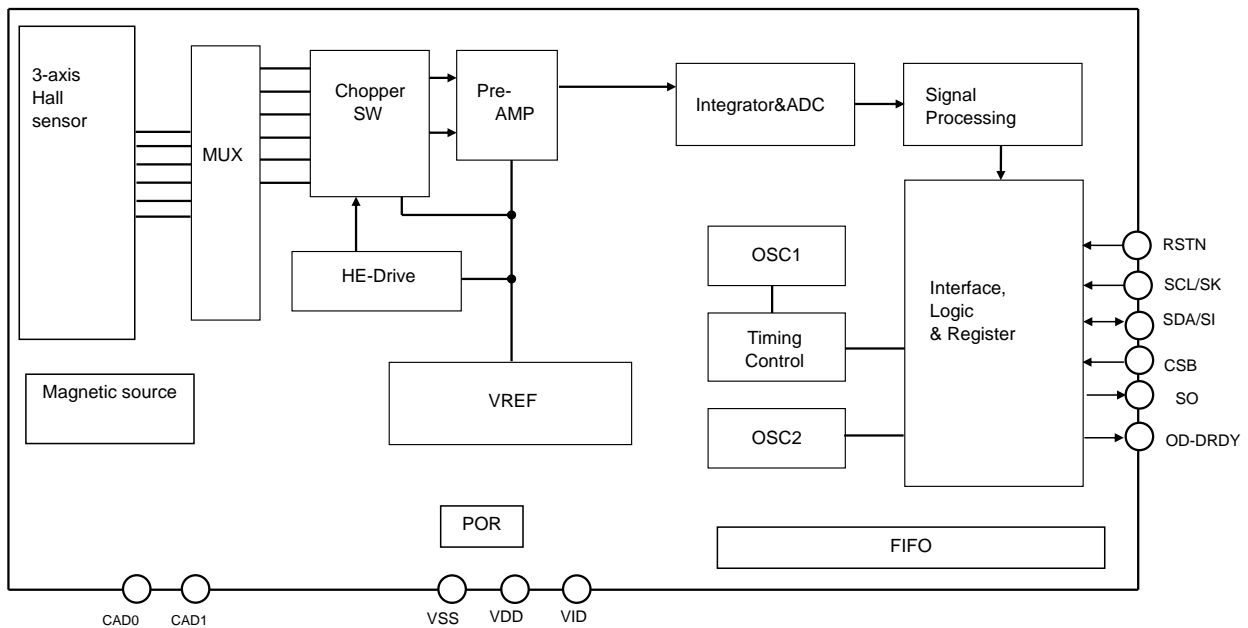 3-axis
Hall
sensor
MUX
Chopper
SW
Pre-
AMP
Integrator&ADC
Signal
Processing
HE-Drive
OSC1
Timing
Control
OSC2
Interface,
Logic
& Register
RSTN
SCL/SK
SDA/SI
CSB
SO
OD-DRDY
Magnetic source
VREF
POR
FIFO
CAD0
CAD1
VSS
VDD
VID